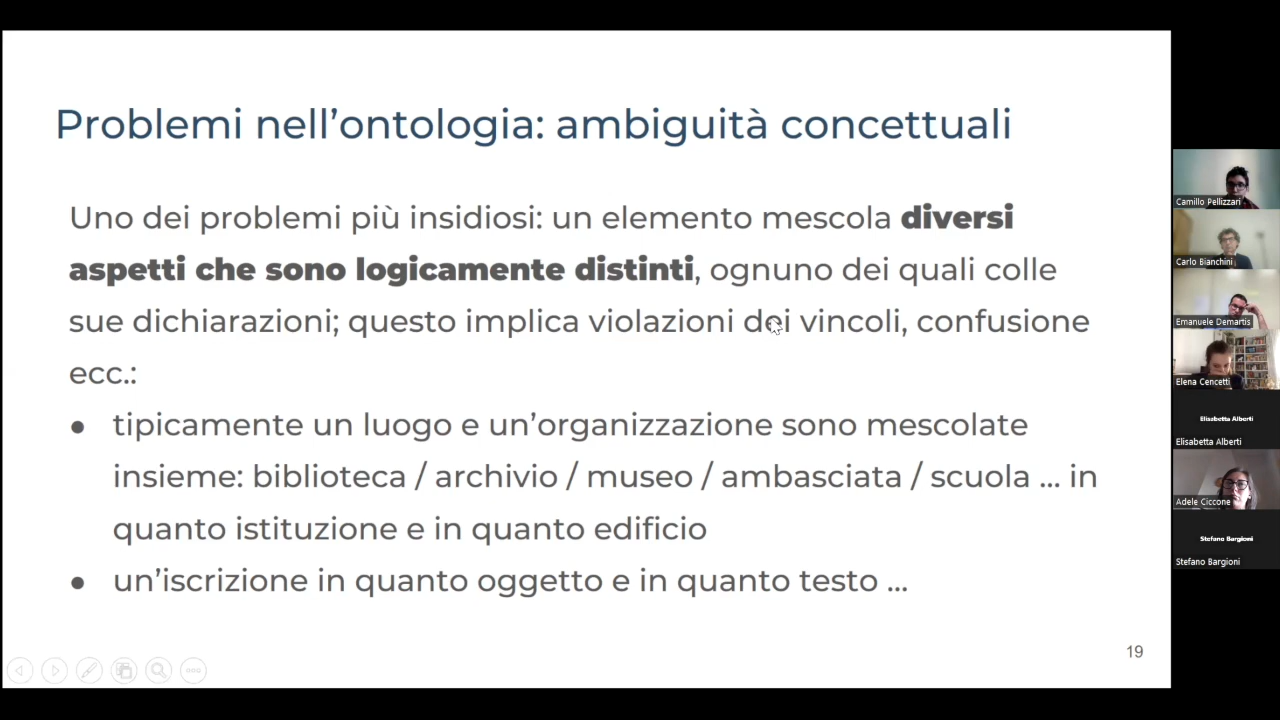 Problemi nell’ontologia: ambiguità concettuali
Uno dei problemi più insidiosi: un elemento mescola diversi
aspetti che sono logicamente distinti, ognuno dei quali colle
sue dichiarazioni; questo implica violazioni dei vincoli, confusione
ecc.:
● tipicamente un luogo e un’organizzazione sono mescolate
insieme: biblioteca / archivio / museo / ambasciata / scuola ... in
quanto istituzione e in quanto edificio
● un’iscrizione in quanto oggetto e in quanto testo ...
19
Camillo Pellizzari
Carlo Bianchini
Emanuele Demartis
Elena Cencetti
Elisabetta Alberti
Elisabetta Alberti
Adele Ciccone
Stefano Bargioni
Stefano Bargioni